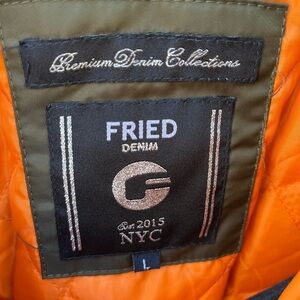 Premium Denim Collections
FRIED
DENIM
Est. 2015
NYC
L